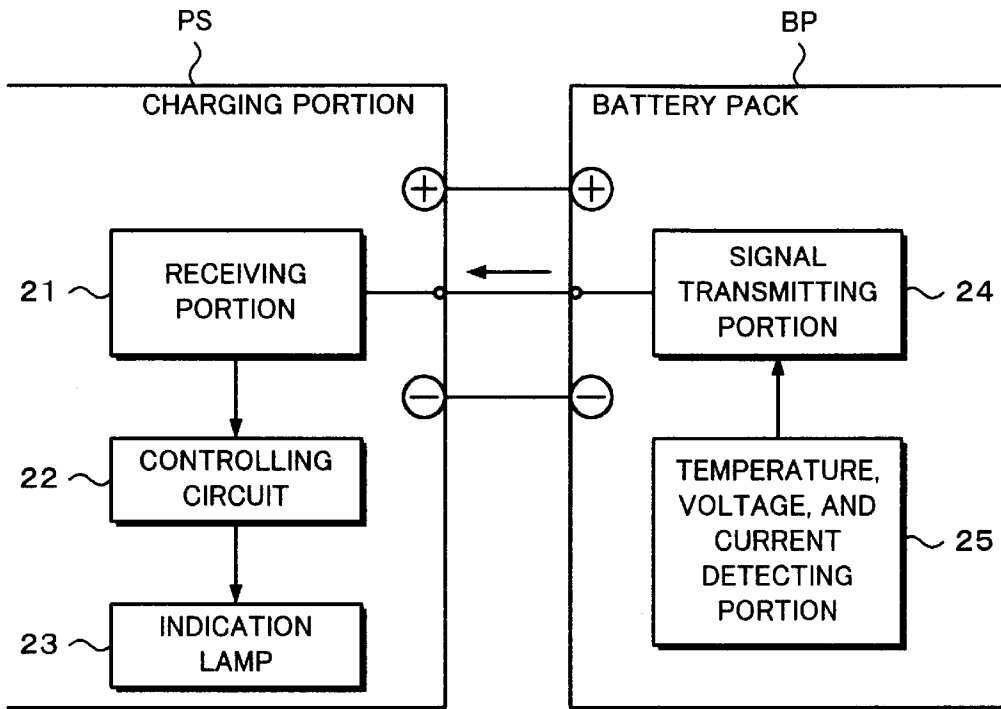 PS
BP
CHARGING PORTION
BATTERY PACK
+
+
21
RECEIVING
PORTION
SIGNAL
TRANSMITTING
PORTION
24
−
−
22
CONTROLLING
CIRCUIT
TEMPERATURE,
VOLTAGE, AND
CURRENT
DETECTING
PORTION
25
23
INDICATION
LAMP